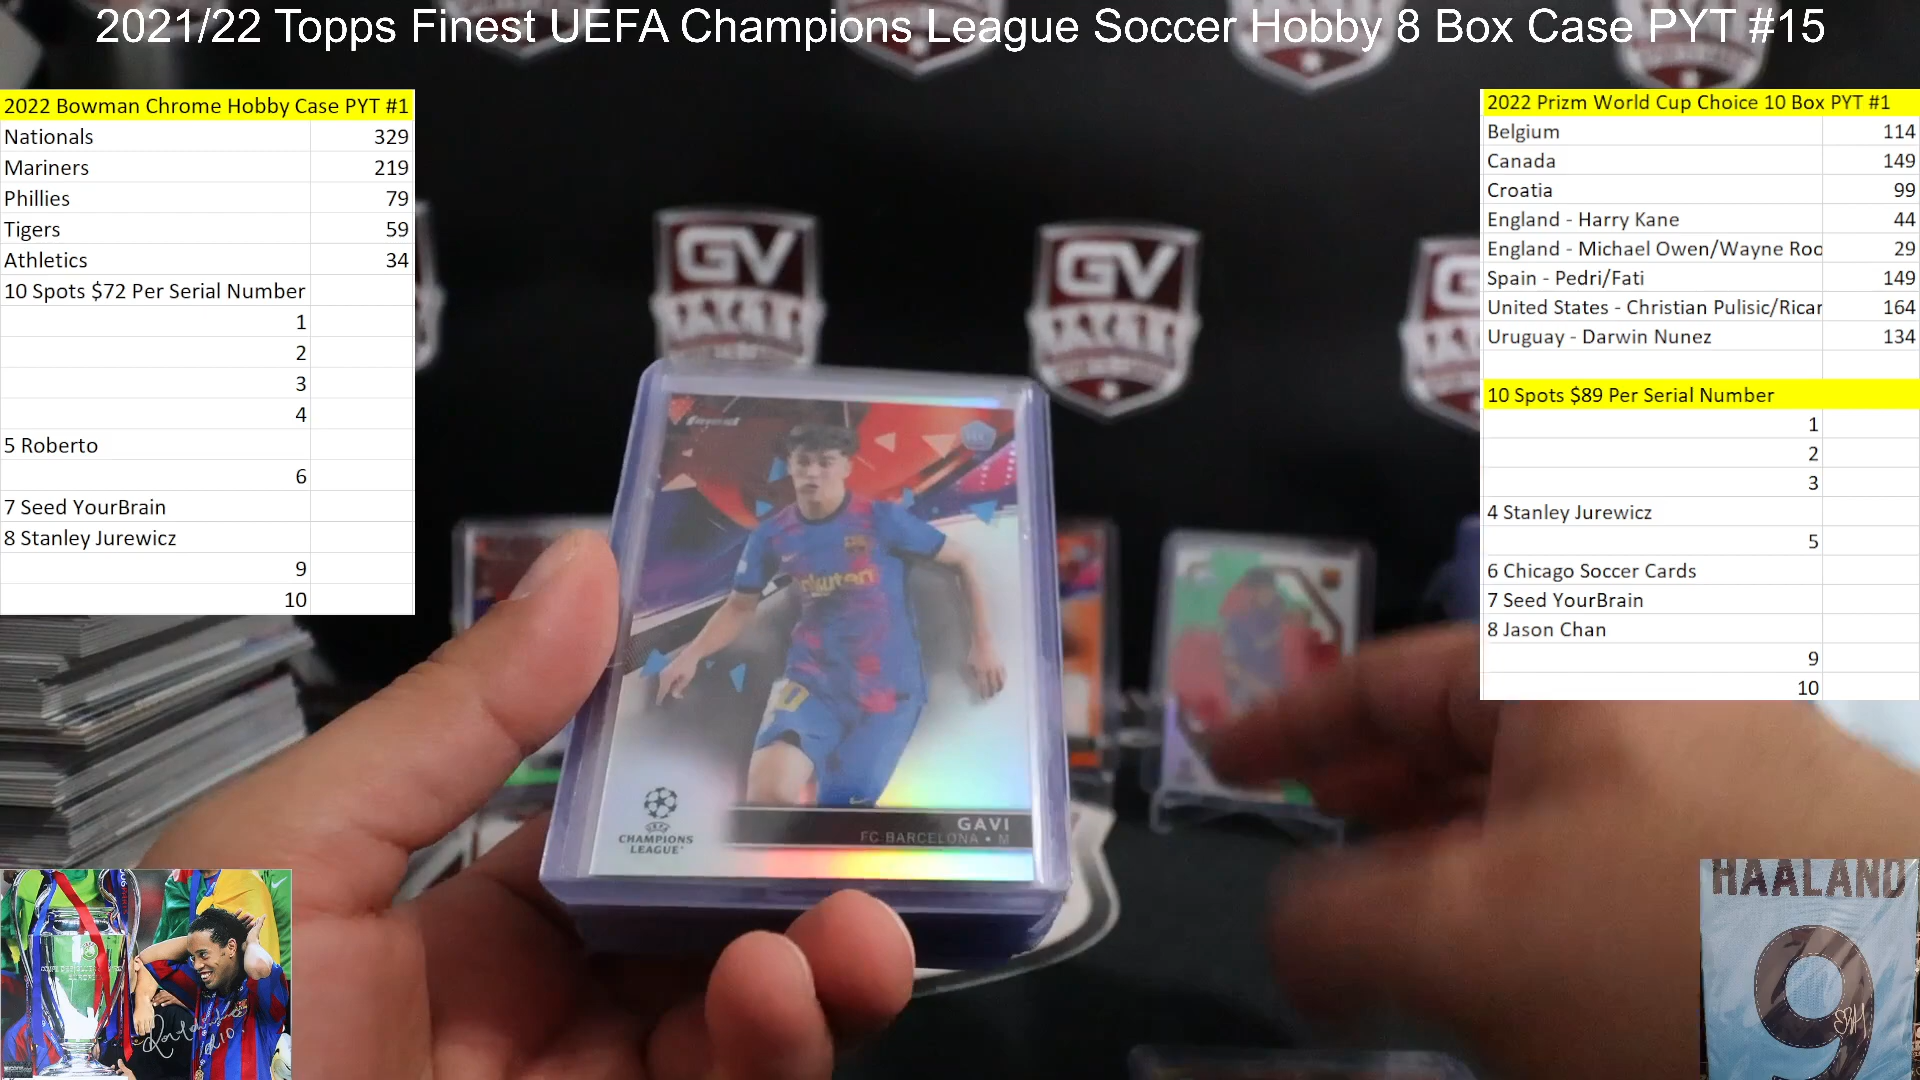 2021/22 Topps Finest UEFA Champions League Soccer Hobby 8 Box Case PYT #15
2022 Bowman Chrome Hobby Case PYT #1
Nationals 329
Mariners 219
Phillies 79
Tigers 59
Athletics 34
10 Spots $72 Per Serial Number
1
2
3
4
5 Roberto
6
7 Seed YourBrain
8 Stanley Jurewicz
9
10
2022 Prizm World Cup Choice 10 Box PYT #1
Belgium 114
Canada 149
Croatia 99
England - Harry Kane 44
England - Michael Owen/Wayne Roo 29
Spain - Pedri/Fati 149
United States - Christian Pulisic/Ricar 164
Uruguay - Darwin Nunez 134
10 Spots $89 Per Serial Number
1
2
3
4 Stanley Jurewicz
5
6 Chicago Soccer Cards
7 Seed YourBrain
8 Jason Chan
9
10
GV
GV
Finest
Rakuten
GAVI
FC BARCELONA • M
CHAMPIONS
LEAGUE
HAALAND
9